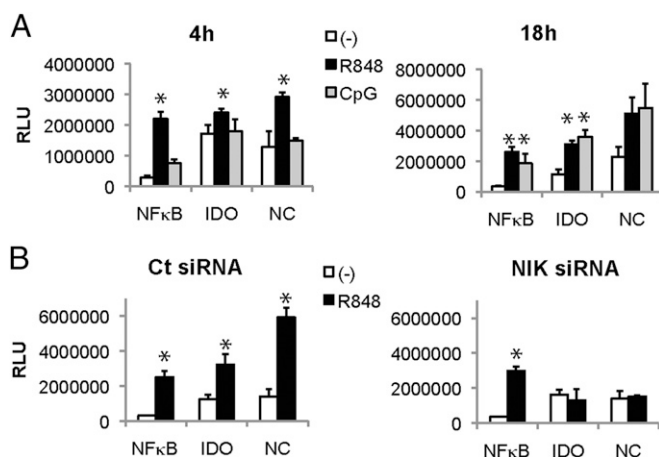 A
4h
(-)
R848
CpG
18h
RLU
4000000
3000000
2000000
1000000
0
* * *
NFκB IDO NC
8000000
6000000
4000000
2000000
0
** * *
NFκB IDO NC
B
Ct siRNA
(-)
R848
NIK siRNA
RLU
6000000
4000000
2000000
0
* * *
NFκB IDO NC
6000000
4000000
2000000
0
*
NFκB IDO NC